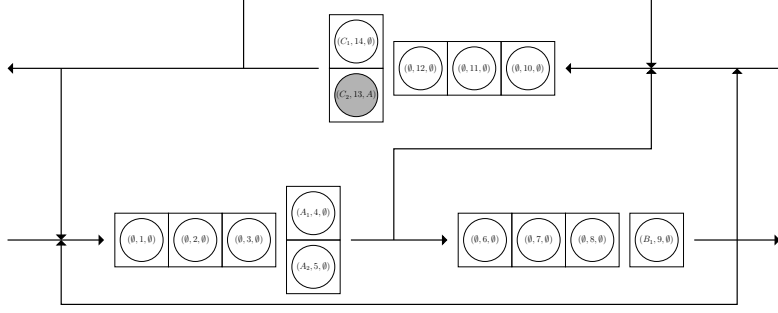 (C₁, 14, ∅)
(∅, 12, ∅) (∅, 11, ∅) (∅, 10, ∅)
(C₂, 13, A)
(A₁, 4, ∅)
(∅, 1, ∅) (∅, 2, ∅) (∅, 3, ∅) (∅, 6, ∅) (∅, 7, ∅) (∅, 8, ∅) (B₁, 9, ∅)
(A₂, 5, ∅)